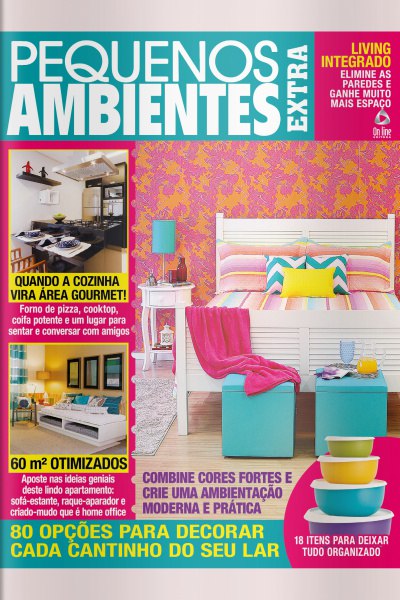 PEQUENOS
AMBIENTES
EXTRA
LIVING
INTEGRADO
ELIMINE AS
PAREDES E
GANHE MUITO
MAIS ESPAÇO
On line
EDITORA
QUANDO A COZINHA
VIRA ÁREA GOURMET!
Forno de pizza, cooktop,
coifa potente e um lugar para
sentar e conversar com amigos
60 m² OTIMIZADOS
Aposte nas ideias geniais
deste lindo apartamento:
sofá-estante, raque-aparador e
criado-mudo que é home office
COMBINE CORES FORTES E
CRIE UMA AMBIENTAÇÃO
MODERNA E PRÁTICA
80 OPÇÕES PARA DECORAR
CADA CANTINHO DO SEU LAR
18 ITENS PARA DEIXAR
TUDO ORGANIZADO